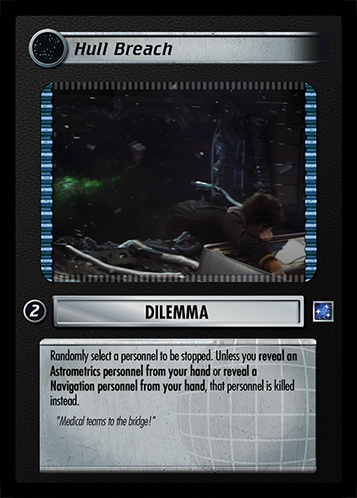 Hull Breach
2
DILEMMA
Randomly select a personnel to be stopped. Unless you reveal an
Astrometrics personnel from your hand or reveal a
Navigation personnel from your hand, that personnel is killed
instead.
"Medical teams to the bridge!"